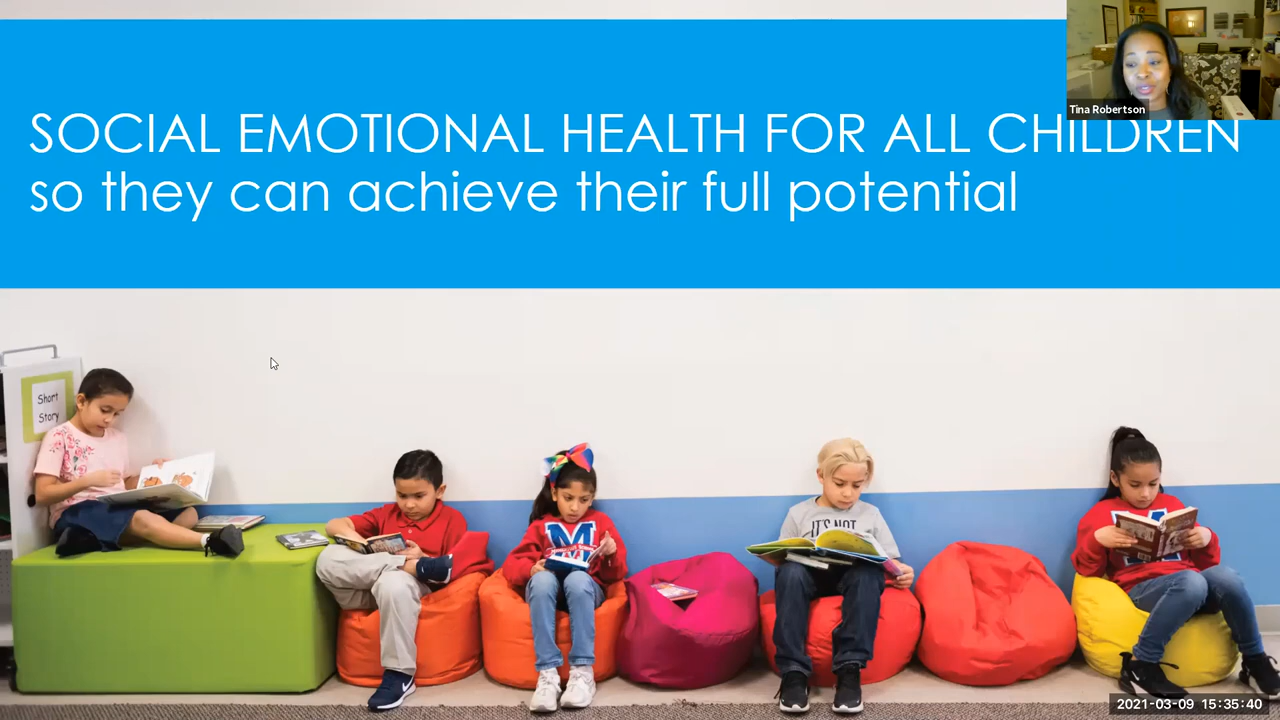 Tina Robertson
SOCIAL EMOTIONAL HEALTH FOR ALL CHILDREN
so they can achieve their full potential
Short
Story
M
IT'S NOT
2021-03-09 15:35:40